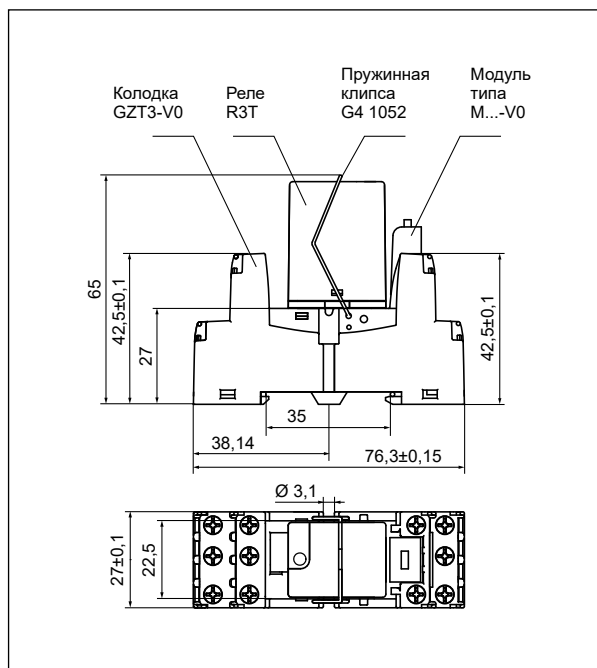 Колодка
GZT3-V0
Реле
R3T
Пружинная
клипса
G4 1052
Модуль
типа
M...-V0
65
42,5±0,1
27
42,5±0,1
35
38,14
76,3±0,15
Ø 3,1
27±0,1
22,5